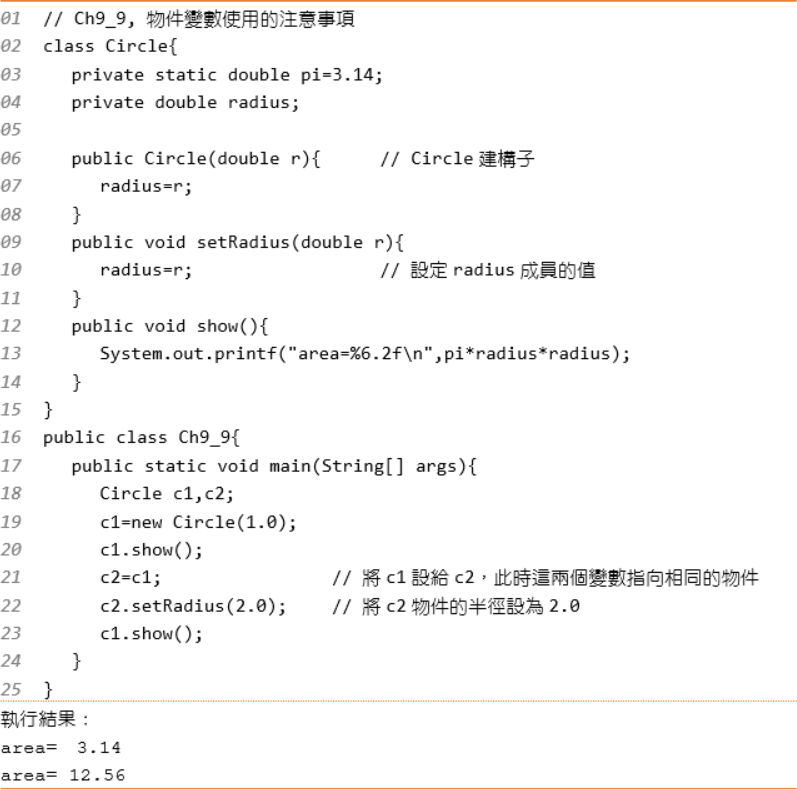 01 // Ch9_9, 物件變數使用的注意事項
02 class Circle{
03    private static double pi=3.14;
04    private double radius;
05
06    public Circle(double r){      // Circle 建構子
07       radius=r;
08    }
09    public void setRadius(double r){
10       radius=r;                   // 設定 radius 成員的值
11    }
12    public void show(){
13       System.out.printf("area=%6.2f\n",pi*radius*radius);
14    }
15 }
16 public class Ch9_9{
17    public static void main(String[] args){
18       Circle c1,c2;
19       c1=new Circle(1.0);
20       c1.show();
21       c2=c1;                  // 將 c1 設給 c2，此時這兩個變數指向相同的物件
22       c2.setRadius(2.0);     // 將 c2 物件的半徑設為 2.0
23       c1.show();
24    }
25 }
執行結果：
area=  3.14
area= 12.56